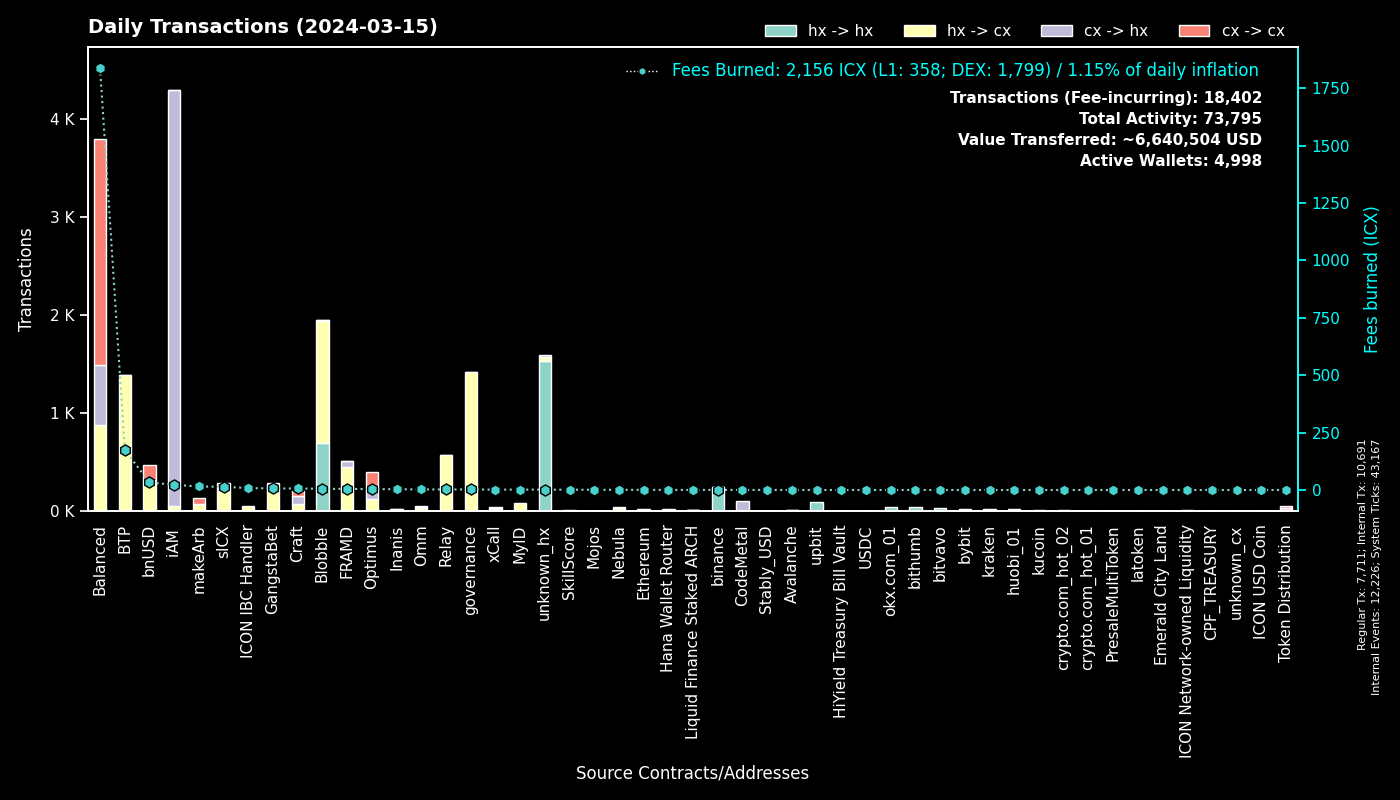 Daily Transactions (2024-03-15)
hx -> hx
hx -> cx
cx -> hx
cx -> cx
Fees Burned: 2,156 ICX (L1: 358; DEX: 1,799) / 1.15% of daily inflation
Transactions (Fee-incurring): 18,402
Total Activity: 73,795
Value Transferred: ~6,640,504 USD
Active Wallets: 4,998
Transactions
4 K
3 K
2 K
1 K
0 K
1750
1500
1250
1000
750
500
250
0
Fees burned (ICX)
Regular Tx: 7,711; Internal Tx: 10,691
Internal Events: 12,226; System Ticks: 43,167
Balanced
BTP
bnUSD
iAM
makeArb
sICX
ICON IBC Handler
GangstaBet
Craft
Blobble
FRAMD
Optimus
Inanis
Omm
Relay
governance
xCall
MyID
unknown_hx
SkillScore
Mojos
Nebula
Ethereum
Hana Wallet Router
Liquid Finance Staked ARCH
binance
CodeMetal
Stably_USD
Avalanche
upbit
HiYield Treasury Bill Vault
USDC
okx.com_01
bithumb
bitvavo
bybit
kraken
huobi_01
kucoin
crypto.com_hot_02
crypto.com_hot_01
PresaleMultiToken
latoken
Emerald City Land
ICON Network-owned Liquidity
CPF_TREASURY
unknown_cx
ICON USD Coin
Token Distribution
Source Contracts/Addresses